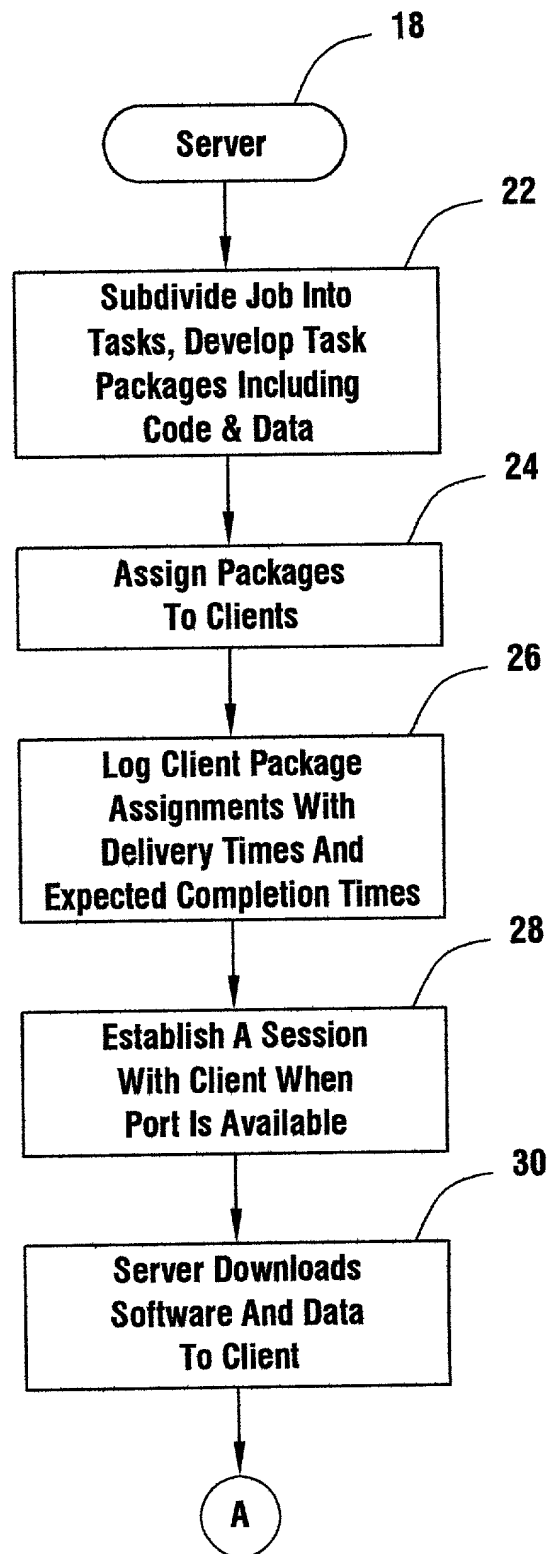 18
Server
22
Subdivide Job Into
Tasks, Develop Task
Packages Including
Code & Data
24
Assign Packages
To Clients
26
Log Client Package
Assignments With
Delivery Times And
Expected Completion Times
28
Establish A Session
With Client When
Port Is Available
30
Server Downloads
Software And Data
To Client
A